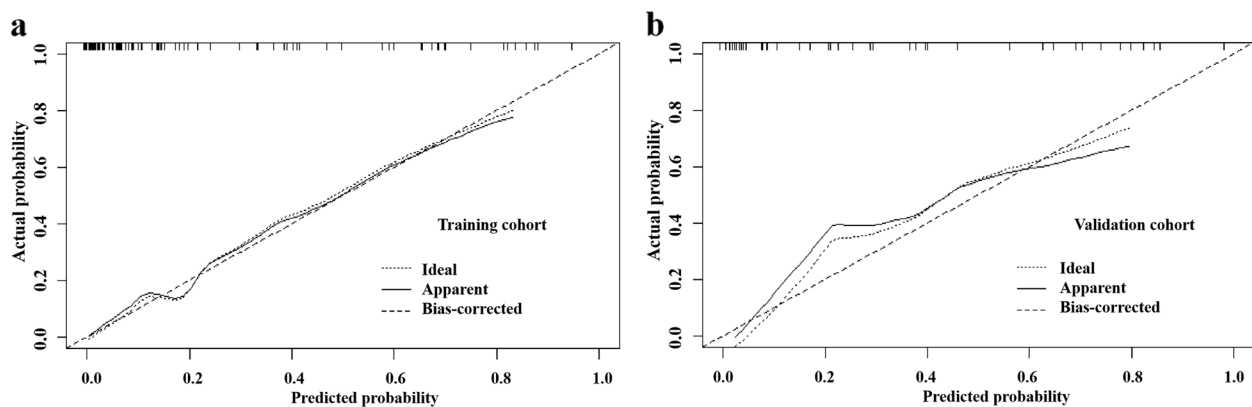 a
1.0
0.8
0.6
0.4
0.2
0.0
Actual probability
Training cohort
Ideal
Apparent
Bias-corrected
0.0 0.2 0.4 0.6 0.8 1.0
Predicted probability
b
1.0
0.8
0.6
0.4
0.2
0.0
Actual probability
Validation cohort
Ideal
Apparent
Bias-corrected
0.0 0.2 0.4 0.6 0.8 1.0
Predicted probability